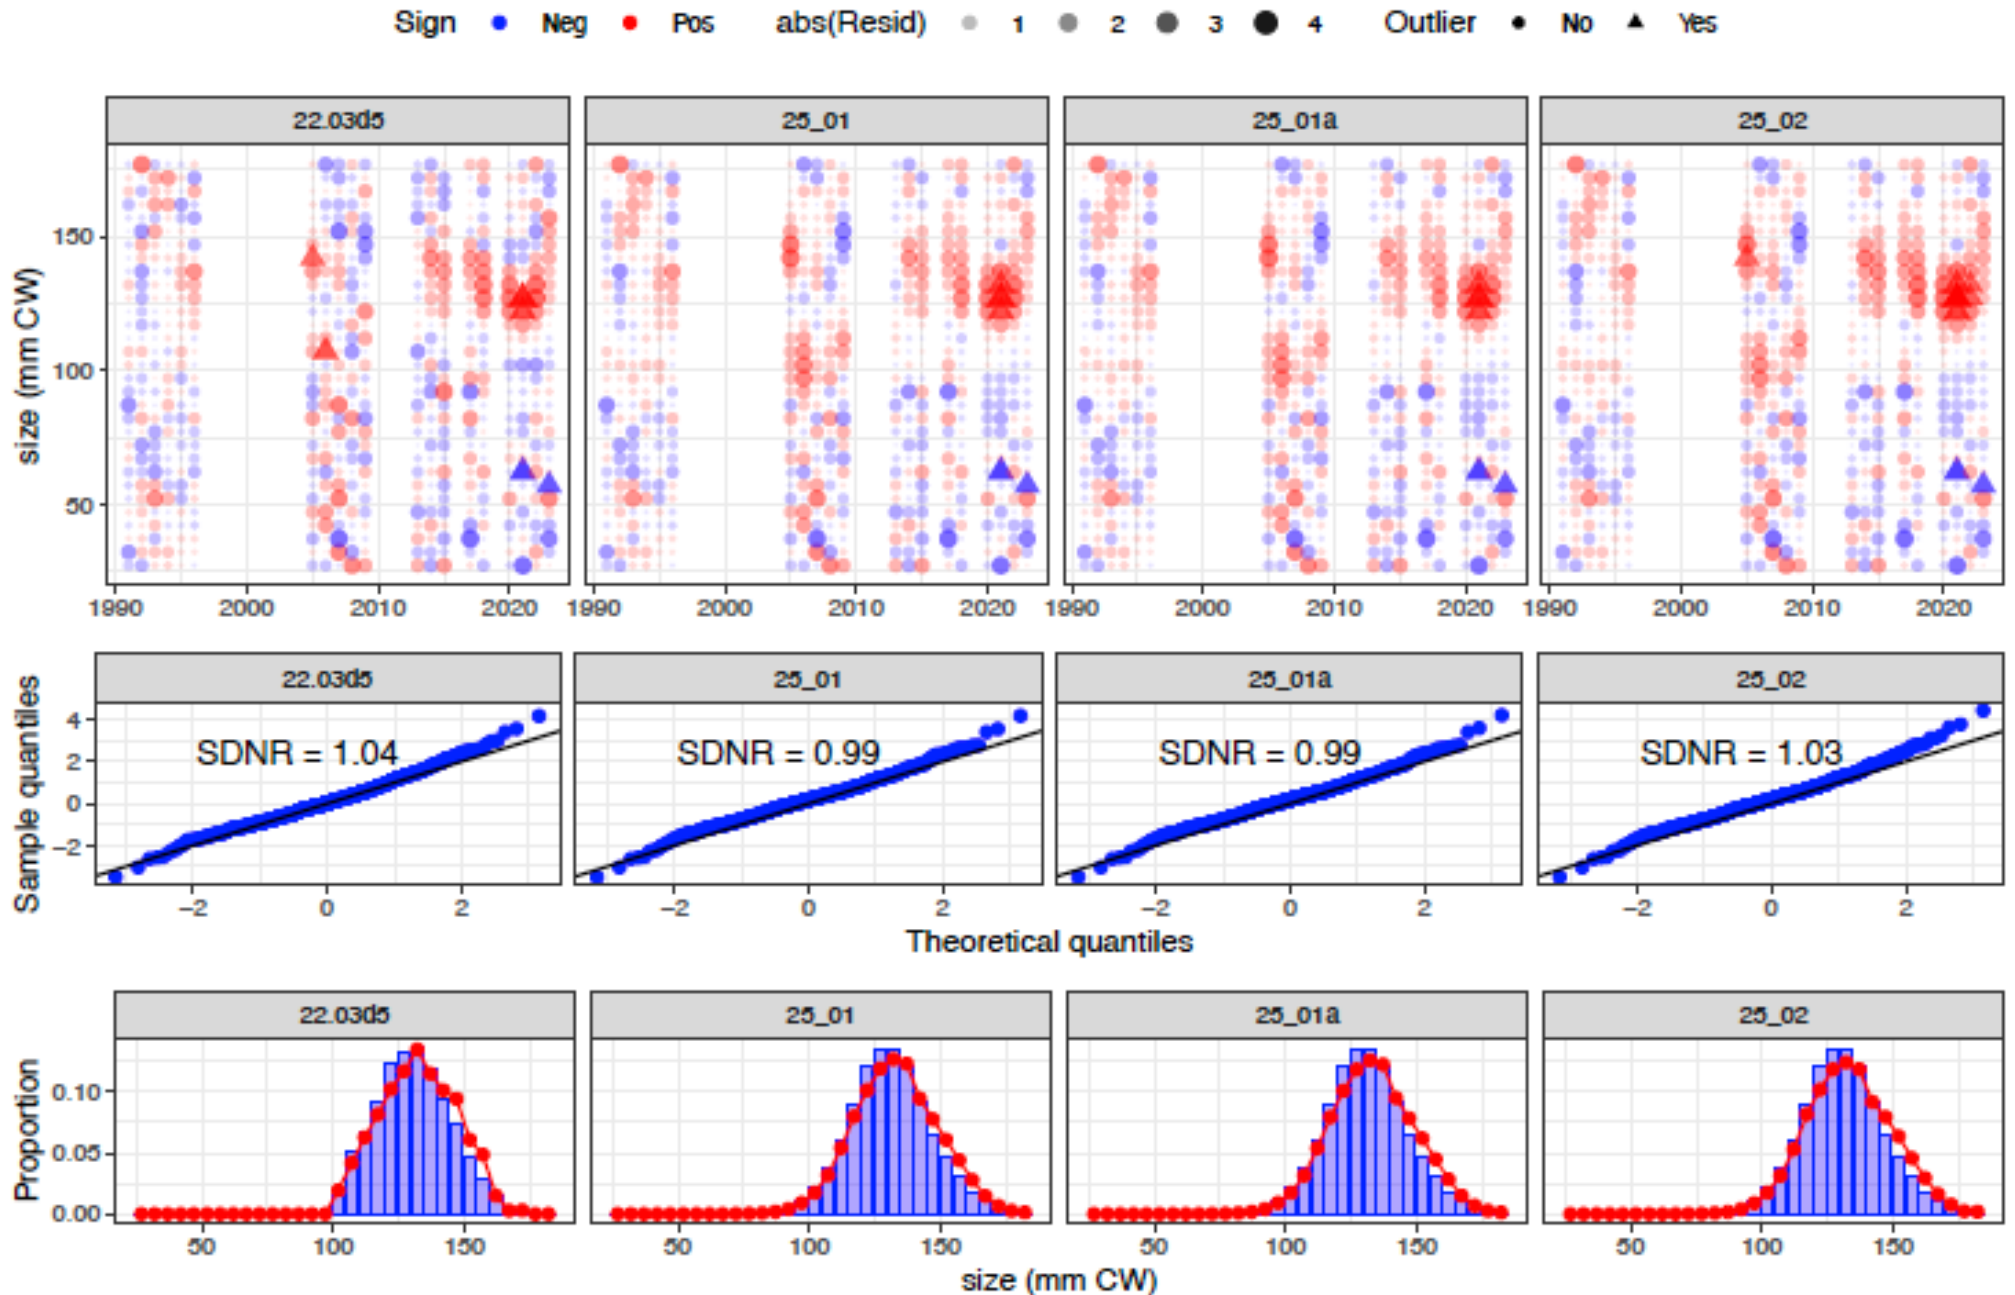 Sign Neg Pos abs(Resid) 1 2 3 4 Outlier No Yes
22.03d5 25_01 25_01a 25_02
size (mm CW)
150
100
50
1990 2000 2010 2020 1990 2000 2010 2020 1990 2000 2010 2020 1990 2000 2010 2020
22.03d5 25_01 25_01a 25_02
Sample quantiles
4
2
0
−2
SDNR = 1.04 SDNR = 0.99 SDNR = 0.99 SDNR = 1.03
−2 0 2 −2 0 2 −2 0 2 −2 0 2
Theoretical quantiles
22.03d5 25_01 25_01a 25_02
Proportion
0.10
0.05
0.00
50 100 150 50 100 150 50 100 150 50 100 150
size (mm CW)